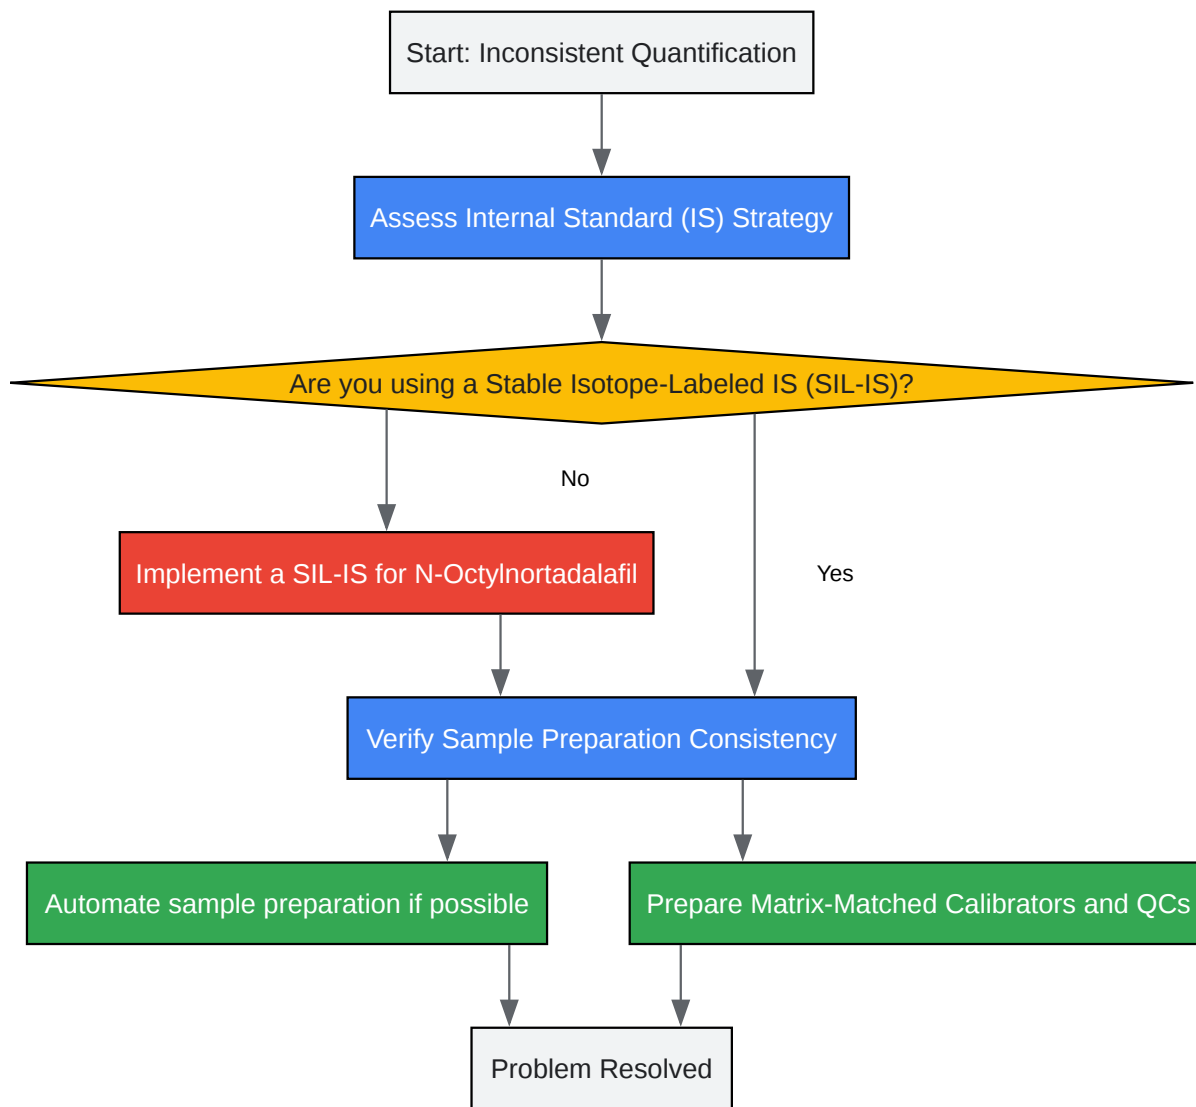 Start: Inconsistent Quantification
Assess Internal Standard (IS) Strategy
Are you using a Stable Isotope-Labeled IS (SIL-IS)?
No
Implement a SIL-IS for N-Octylnortadalafil
Yes
Verify Sample Preparation Consistency
Automate sample preparation if possible
Prepare Matrix-Matched Calibrators and QCs
Problem Resolved